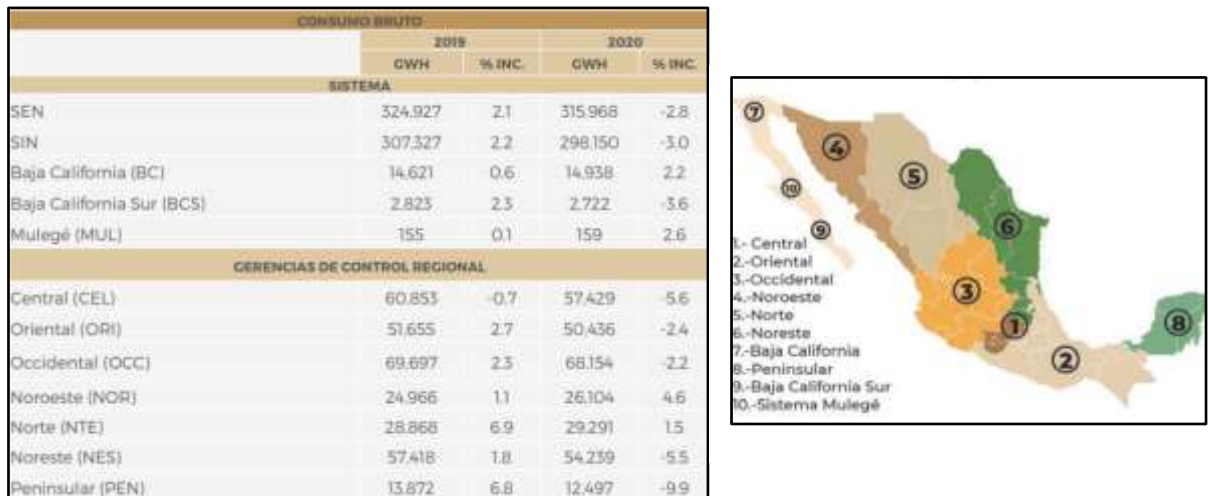 CONSUMO BRUTO
2019 2020
GWH % INC. GWH % INC.
SISTEMA
SEN 324,927 2.1 315,968 -2.8
SIN 307,327 2.2 298,150 -3.0
Baja California (BC) 14,621 0.6 14,938 2.2
Baja California Sur (BCS) 2,823 2.3 2,722 -3.6
Mulegé (MUL) 155 0.1 159 2.6
GERENCIAS DE CONTROL REGIONAL
Central (CEL) 60,853 -0.7 57,429 -5.6
Oriental (ORI) 51,655 2.7 50,436 -2.4
Occidental (OCC) 69,697 2.3 68,154 -2.2
Noroeste (NOR) 24,966 1.1 26,104 4.6
Norte (NTE) 28,868 6.9 29,291 1.5
Noreste (NES) 57,418 1.8 54,239 -5.5
Peninsular (PEN) 13,872 6.8 12,497 -9.9
7
4
5
10
6
9
3
1
8
2
1.- Central
2.-Oriental
3.-Occidental
4.-Noroeste
5.-Norte
6.-Noreste
7.-Baja California
8.-Peninsular
9.-Baja California Sur
10.-Sistema Mulegé